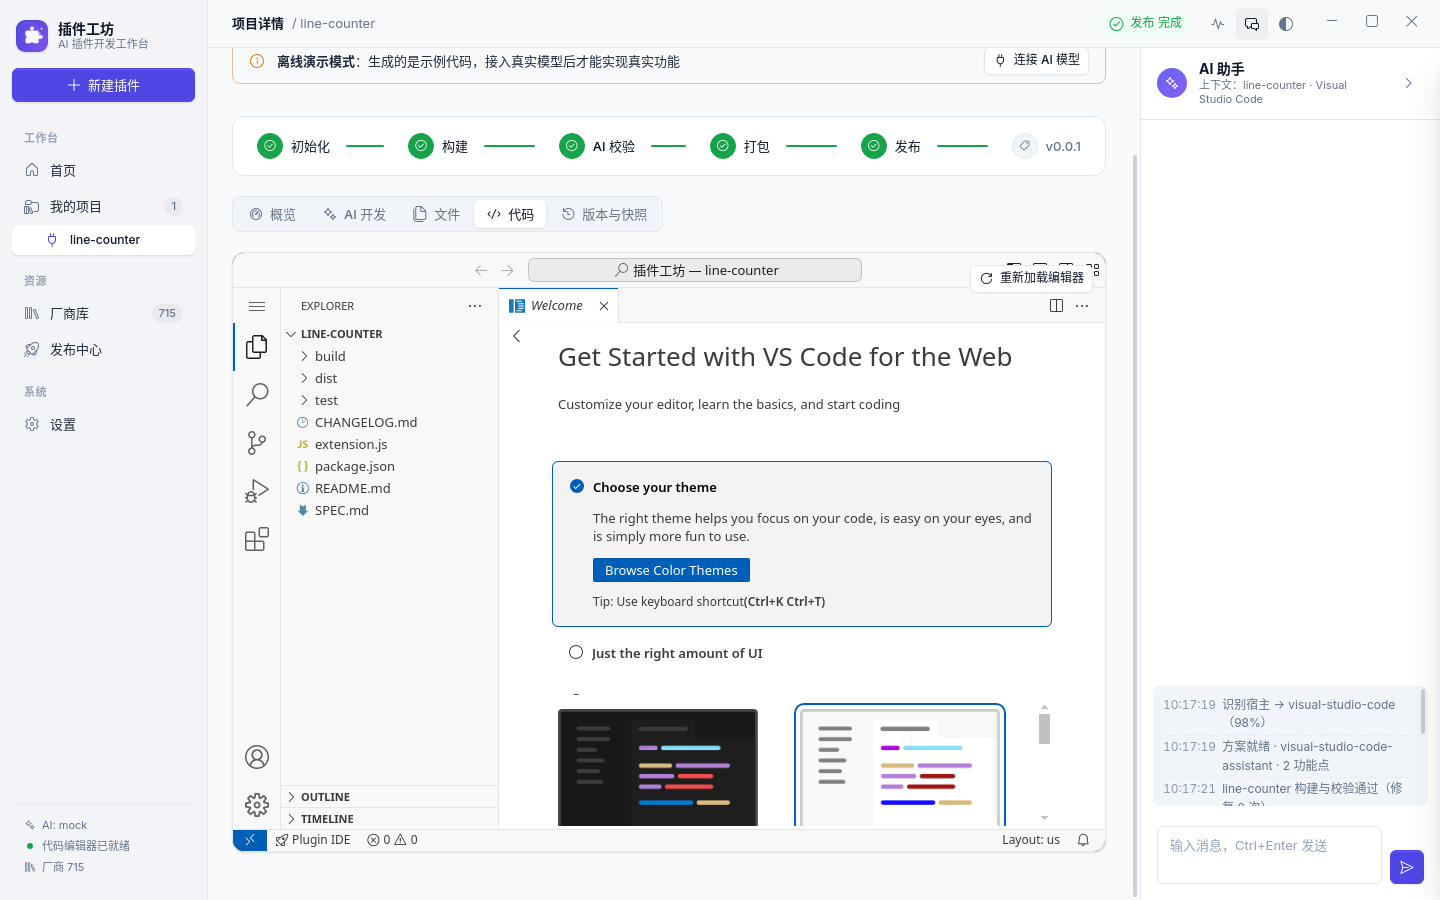 插件工坊
AI 插件开发工作台
新建插件
工作台
首页
我的项目
1
line-counter
资源
厂商库
715
发布中心
系统
设置
AI: mock
代码编辑器已就绪
厂商 715
项目详情 / line-counter
发布 完成
离线演示模式：生成的是示例代码，接入真实模型后才能实现真实功能
连接 AI 模型
初始化
构建
AI 校验
打包
发布
v0.0.1
概览
AI 开发
文件
代码
版本与快照
插件工坊 — line-counter
重新加载编辑器
EXPLORER
LINE-COUNTER
build
dist
test
CHANGELOG.md
JS extension.js
{ } package.json
README.md
SPEC.md
OUTLINE
TIMELINE
Welcome
Get Started with VS Code for the Web
Customize your editor, learn the basics, and start coding
Choose your theme
The right theme helps you focus on your code, is easy on your eyes, and
is simply more fun to use.
Browse Color Themes
Tip: Use keyboard shortcut(Ctrl+K Ctrl+T)
Just the right amount of UI
Plugin IDE
0
0
Layout: us
AI 助手
上下文：line-counter · Visual
Studio Code
10:17:19 识别宿主 → visual-studio-code
（98%）
10:17:19 方案就绪 · visual-studio-code-
assistant · 2 功能点
10:17:21 line-counter 构建与校验通过（修
复 0 次）
输入消息，Ctrl+Enter 发送